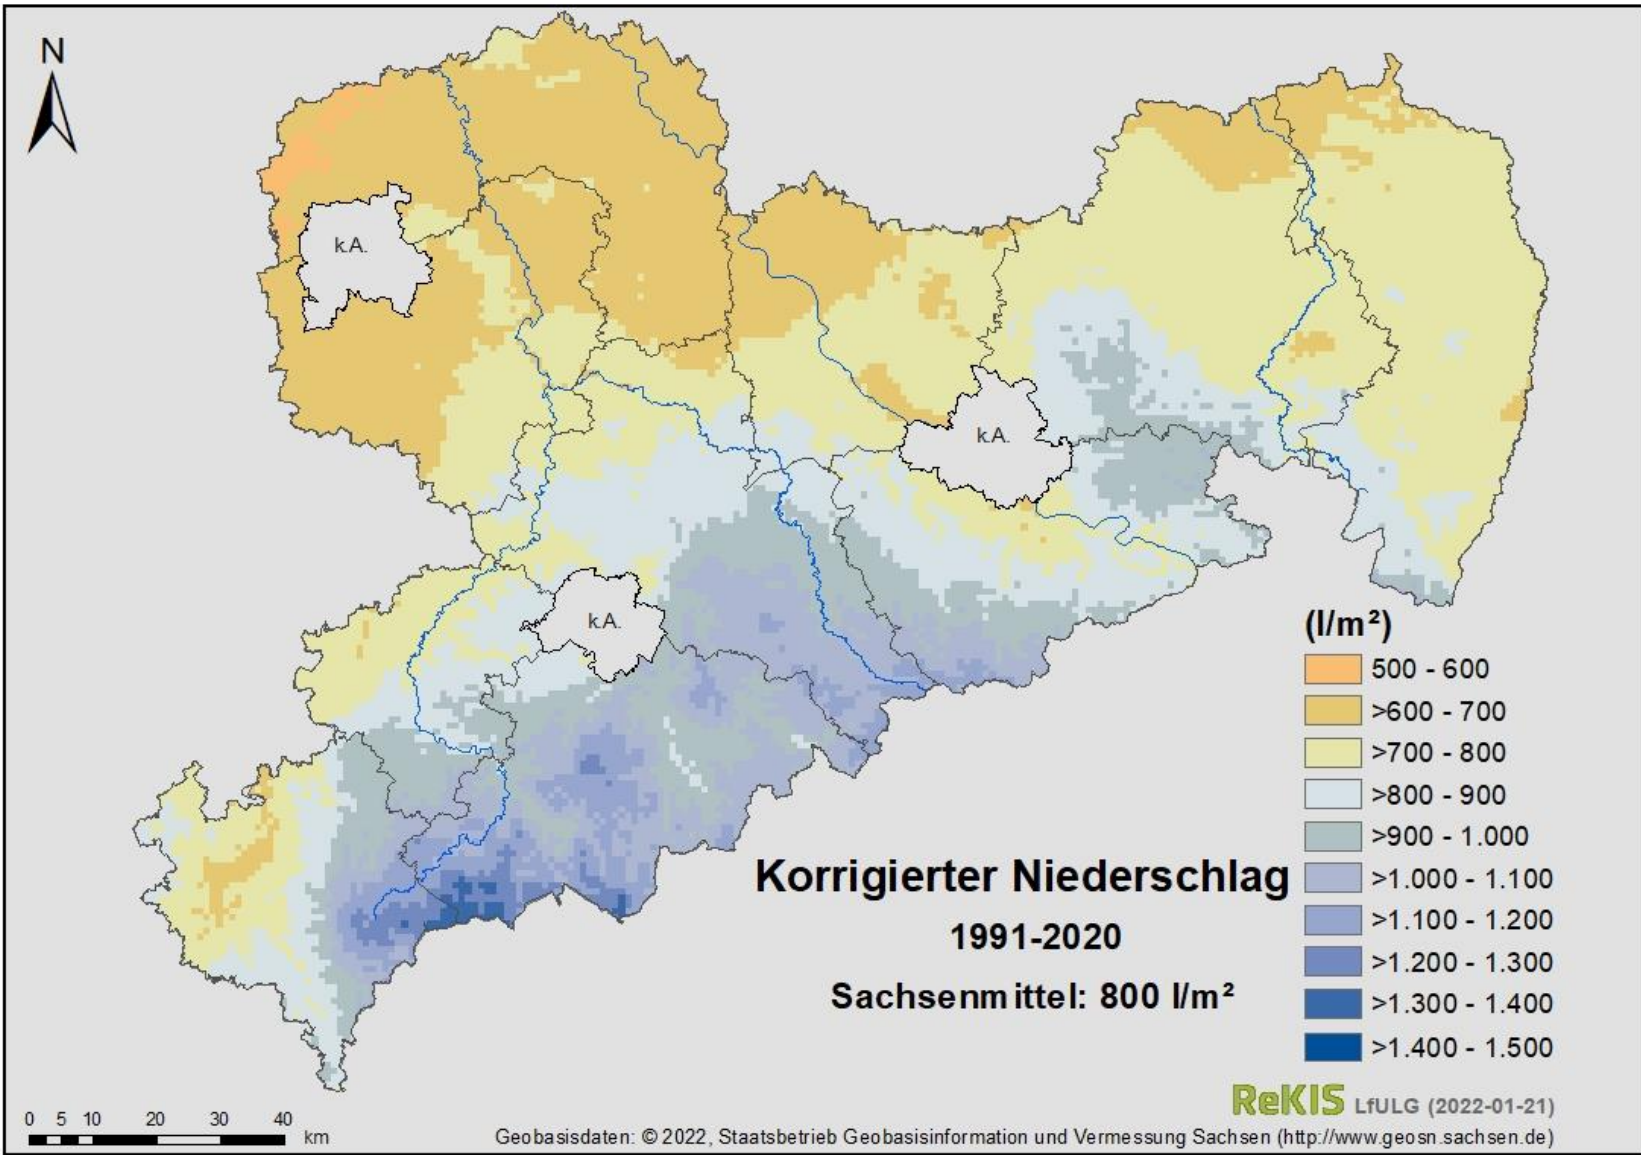 N
k.A.
k.A.
k.A.
(l/m²)
500 - 600
>600 - 700
>700 - 800
>800 - 900
>900 - 1.000
>1.000 - 1.100
>1.100 - 1.200
>1.200 - 1.300
>1.300 - 1.400
>1.400 - 1.500
Korrigierter Niederschlag
1991-2020
Sachsenmittel: 800 l/m²
ReKIS LfULG (2022-01-21)
0 5 10 20 30 40 km
Geobasisdaten: © 2022, Staatsbetrieb Geobasisinformation und Vermessung Sachsen (http://www.geosn.sachsen.de)